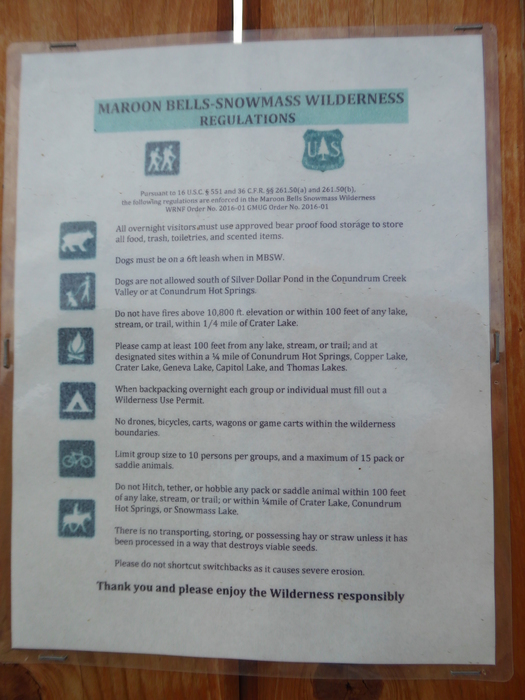 MAROON BELLS-SNOWMASS WILDERNESS
REGULATIONS
U S
Pursuant to 16 U.S.C. § 551 and 36 C.F.R. §§ 261.50(a) and 261.50(b),
the following regulations are enforced in the Maroon Bells Snowmass Wilderness
WRNF Order No. 2016-01 GMUG Order No. 2016-01
All overnight visitors must use approved bear proof food storage to store
all food, trash, toiletries, and scented items.
Dogs must be on a 6ft leash when in MBSW.
Dogs are not allowed south of Silver Dollar Pond in the Conundrum Creek
Valley or at Conundrum Hot Springs.
Do not have fires above 10,800 ft. elevation or within 100 feet of any lake,
stream, or trail, within 1/4 mile of Crater Lake.
Please camp at least 100 feet from any lake, stream, or trail; and at
designated sites within a ¼ mile of Conundrum Hot Springs, Copper Lake,
Crater Lake, Geneva Lake, Capitol Lake, and Thomas Lakes.
When backpacking overnight each group or individual must fill out a
Wilderness Use Permit.
No drones, bicycles, carts, wagons or game carts within the wilderness
boundaries.
Limit group size to 10 persons per groups, and a maximum of 15 pack or
saddle animals.
Do not Hitch, tether, or hobble any pack or saddle animal within 100 feet
of any lake, stream, or trail; or within ¼mile of Crater Lake, Conundrum
Hot Springs, or Snowmass Lake.
There is no transporting, storing, or possessing hay or straw unless it has
been processed in a way that destroys viable seeds.
Please do not shortcut switchbacks as it causes severe erosion.
Thank you and please enjoy the Wilderness responsibly